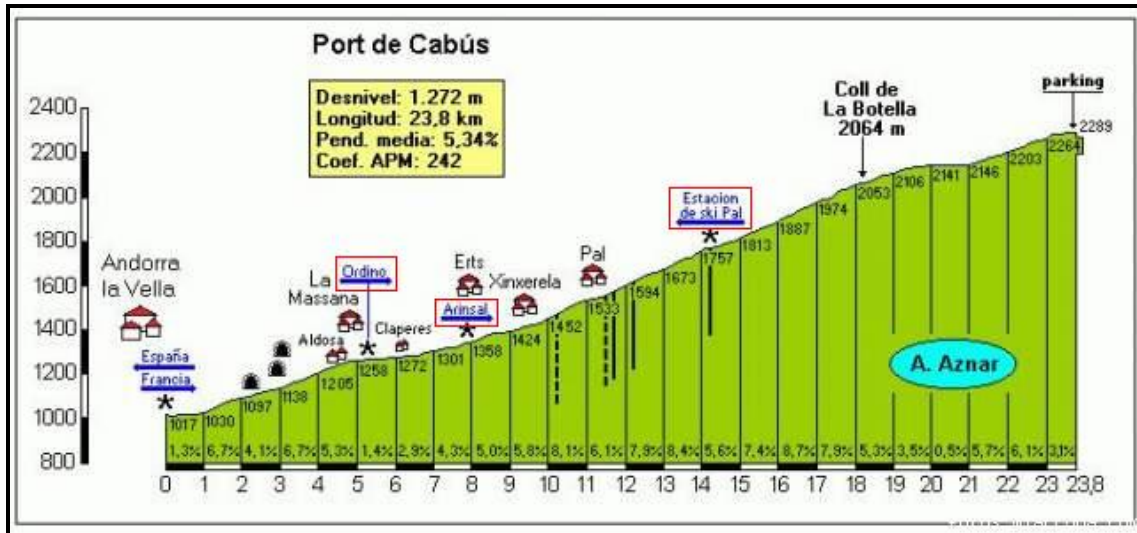 Port de Cabús
Desnivel: 1.272 m
Longitud: 23,8 km
Pend. media: 5,34%
Coef. APM: 242
Coll de
La Botella
2064 m
parking
2289
2400
2200
2000
1800
1600
1400
1200
1000
800
Andorra
la Vella
España
Francia
La
Massana
Aldosa
Ordino
Claperes
Erts
Arinsal
Xinxerela
Pal
Estacion
de ski Pal
A. Aznar
1017 1030 1097 1138 1205 1258 1272 1301 1358 1424 1452 1533 1594 1673 1757 1813 1887 1974 2053 2106 2141 2146 2203 2264
1,3% 6,7% 4,1% 6,7% 5,3% 1,4% 2,9% 4,3% 5,0% 5,8% 8,1% 6,1% 7,9% 8,4% 5,6% 7,4% 8,7% 7,9% 5,3% 3,5% 0,5% 5,7% 6,1% 3,1%
0 1 2 3 4 5 6 7 8 9 10 11 12 13 14 15 16 17 18 19 20 21 22 23 23,8